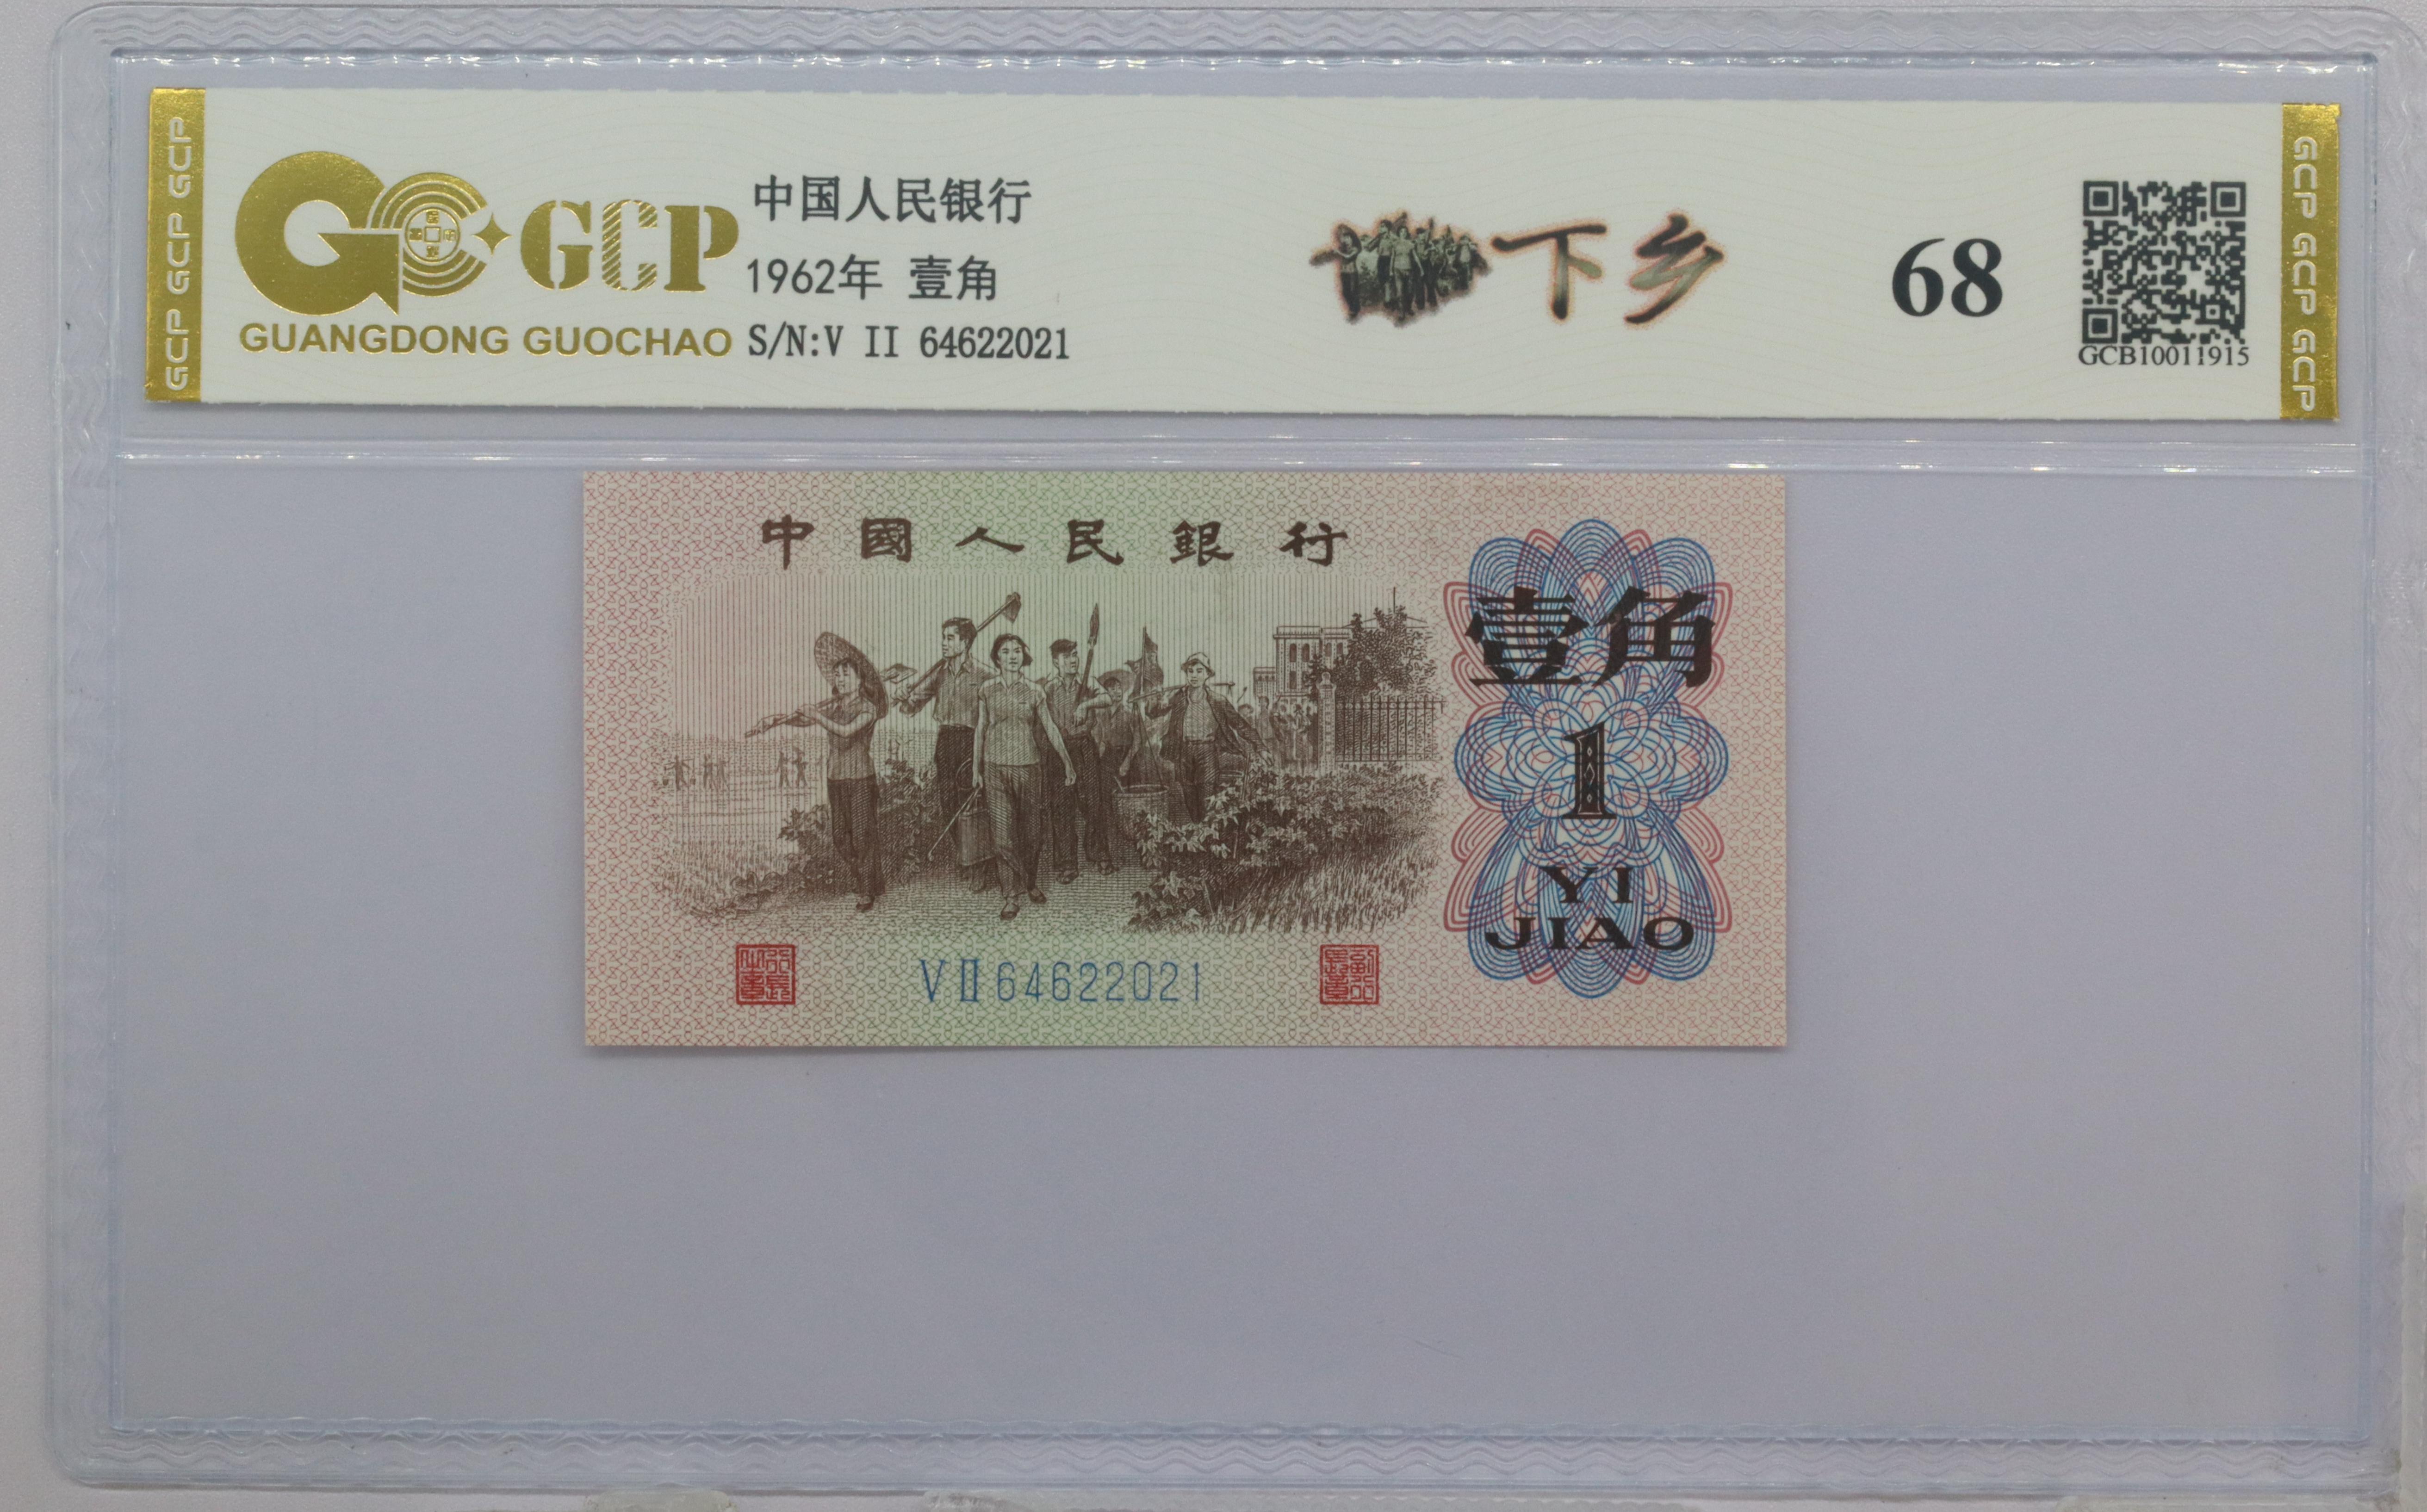 GCP GCP GCP
GCP
GUANGDONG GUOCHAO
中国人民银行
1962年 壹角
S/N:V II 64622021
下乡
68
GCB10011915
GCP GCP GCP
中國人民銀行
壹角
1
YI
JIAO
V II 64622021